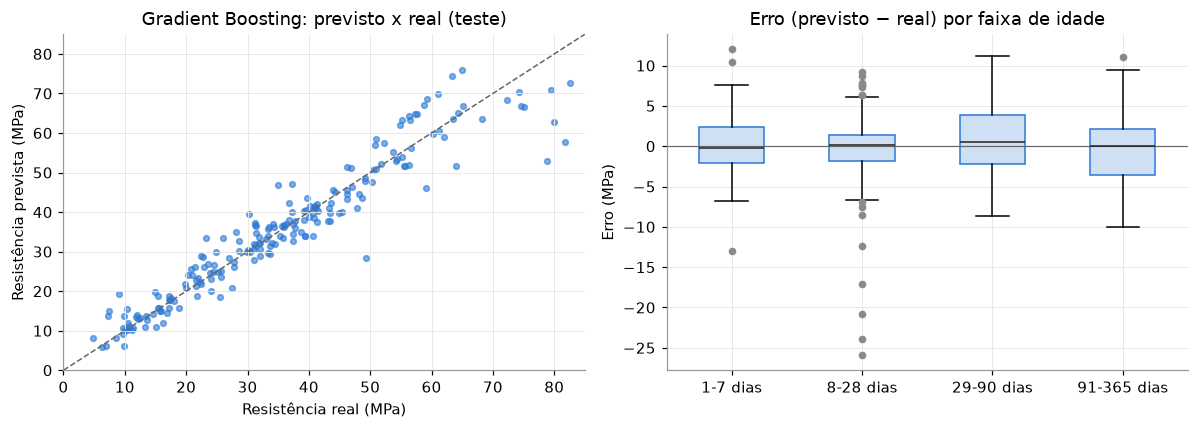 Gradient Boosting: previsto x real (teste)
Resistência prevista (MPa)
80
70
60
50
40
30
20
10
0
0 10 20 30 40 50 60 70 80
Resistência real (MPa)
Erro (previsto − real) por faixa de idade
Erro (MPa)
10
5
0
−5
−10
−15
−20
−25
1-7 dias 8-28 dias 29-90 dias 91-365 dias